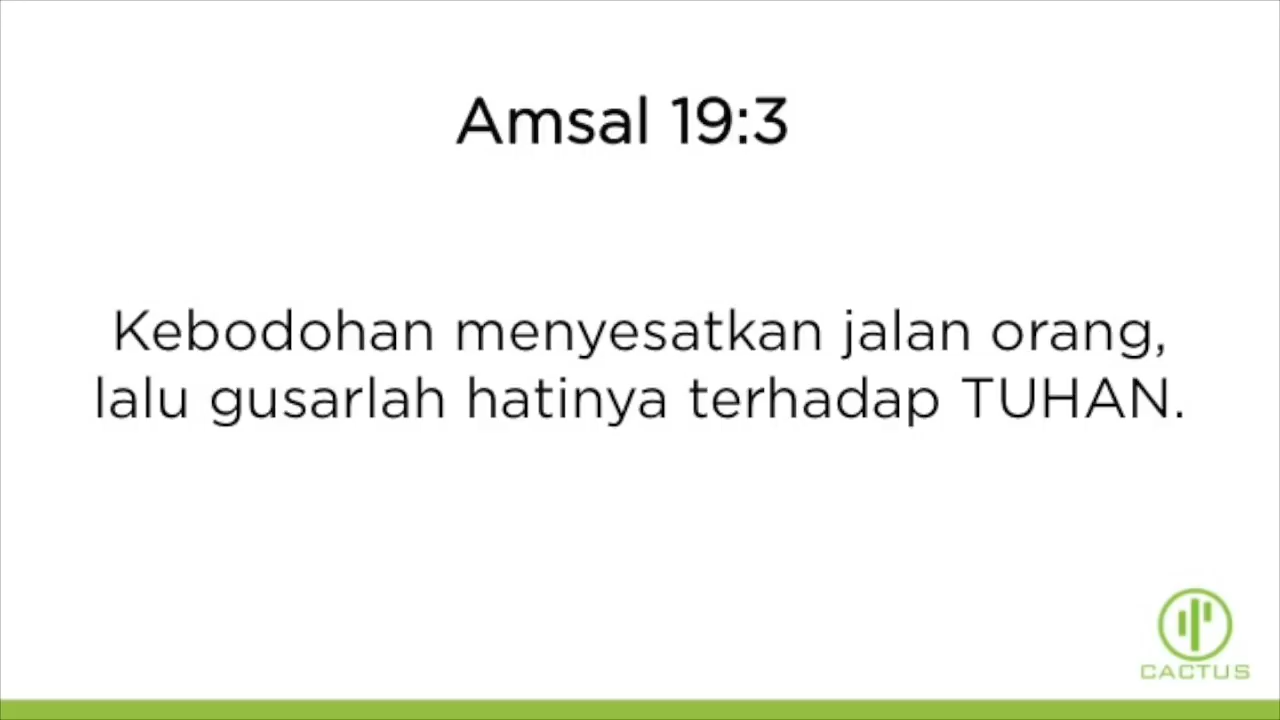 Amsal 19:3
Kebodohan menyesatkan jalan orang,
lalu gusarlah hatinya terhadap TUHAN.
CACTUS